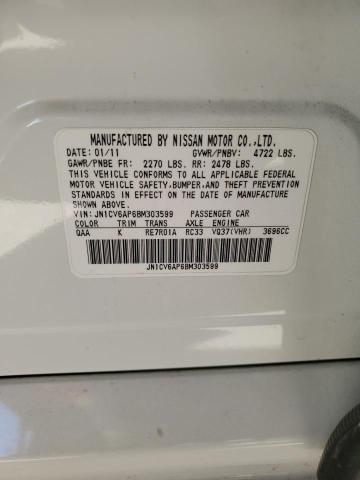 MANUFACTURED BY NISSAN MOTOR CO.,LTD.
DATE: 01/11 GVWR/PNBV: 4722 LBS.
GAWR/PNBE FR: 2270 LBS. RR: 2478 LBS.
THIS VEHICLE CONFORMS TO ALL APPLICABLE FEDERAL
MOTOR VEHICLE SAFETY,BUMPER,AND THEFT PREVENTION
STANDARDS IN EFFECT ON THE DATE OF MANUFACTURE
SHOWN ABOVE.
VIN: JN1CV6AP6BM303599 PASSENGER CAR
COLOR TRIM TRANS AXLE ENGINE
QAA K RE7R01A RC33 VQ37(VHR) 3696CC
JN1CV6AP6BM303599